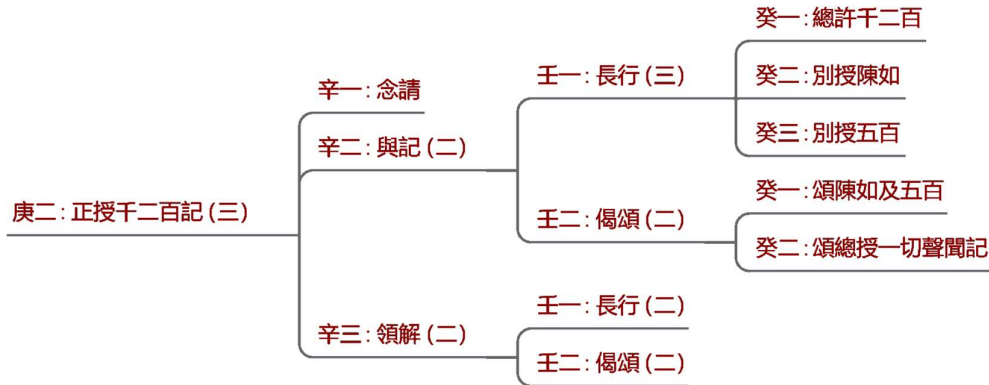 庚二：正授千二百記 (三)
辛一：念請
辛二：與記 (二)
壬一：長行 (三)
癸一：總許千二百
癸二：別授陳如
癸三：別授五百
壬二：偈頌 (二)
癸一：頌陳如及五百
癸二：頌總授一切聲聞記
辛三：領解 (二)
壬一：長行 (二)
壬二：偈頌 (二)